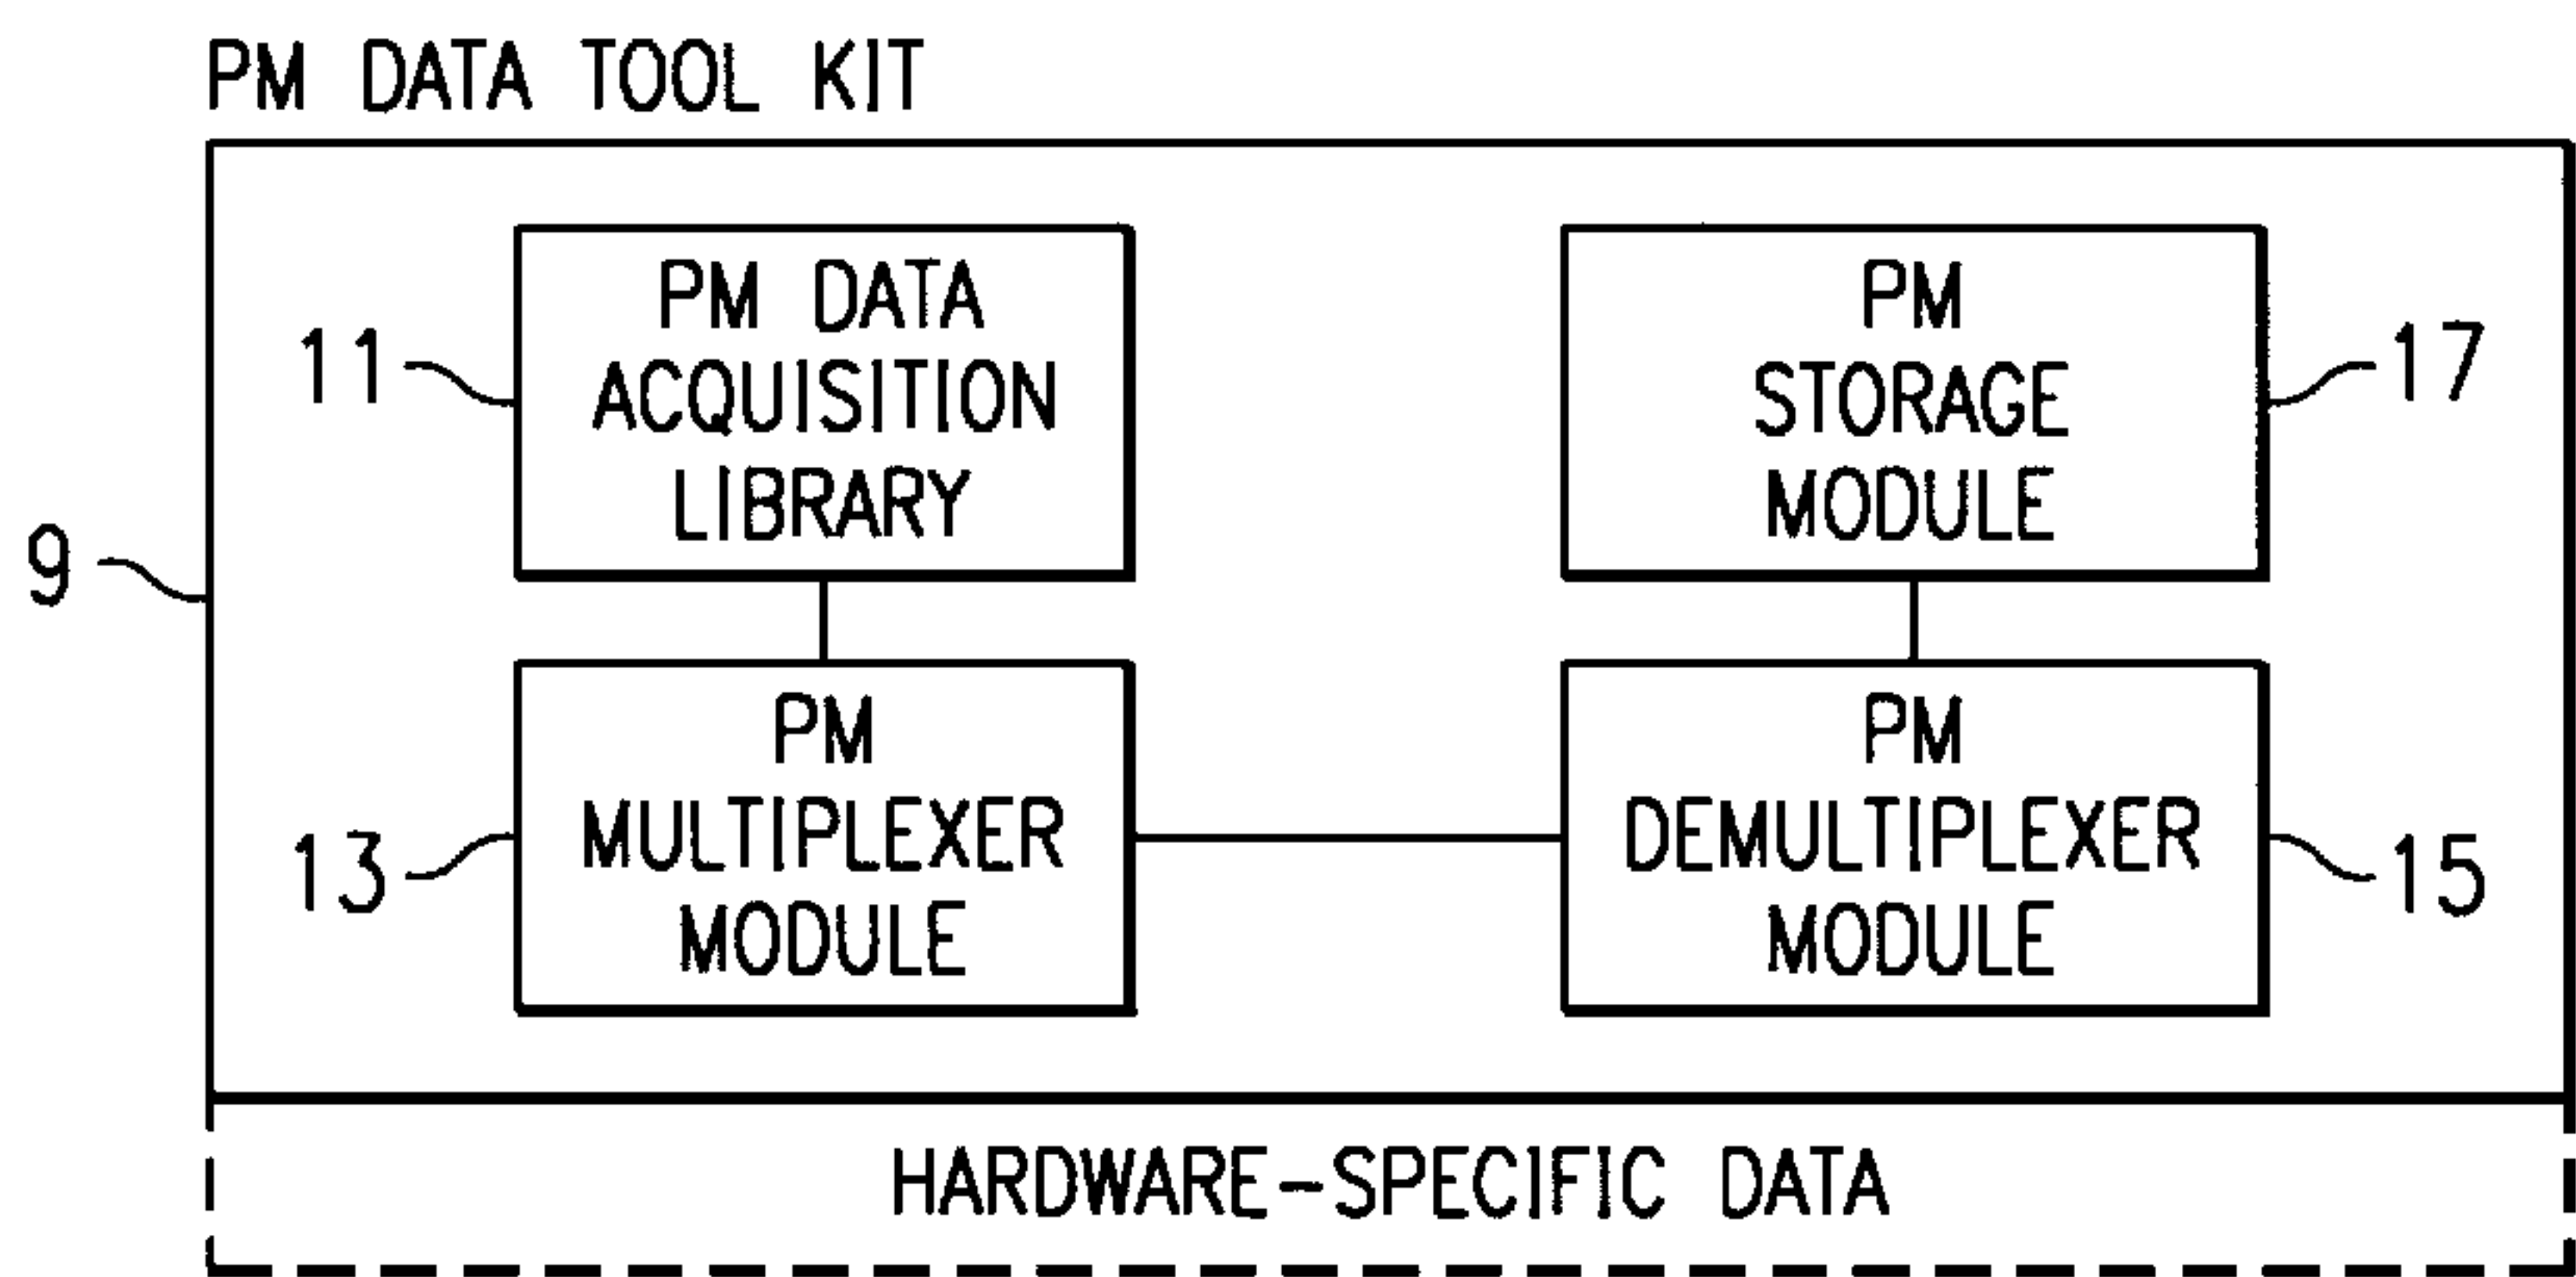 PM DATA TOOL KIT
PM DATA
ACQUISITION
LIBRARY
11
PM
STORAGE
MODULE
17
9
PM
MULTIPLEXER
MODULE
13
PM
DEMULTIPLEXER
MODULE
15
HARDWARE-SPECIFIC DATA